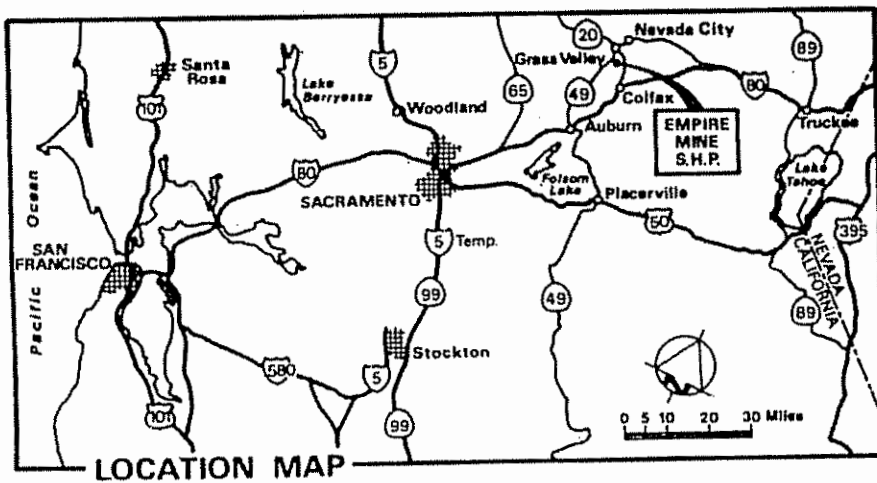 20
Nevada City
5
Grass Valley
89
Santa
Rosa
Lake
Berryessa
65
49
80
101
Woodland
Colfax
Auburn
EMPIRE
MINE
S.H.P.
Truckee
80
Folsom
Lake
Lake
Tahoe
SACRAMENTO
Placerville
Pacific Ocean
50
395
SAN
FRANCISCO
5
Temp.
NEVADA
CALIFORNIA
99
49
89
Stockton
580
5
101
99
0 5 10 20 30 Miles
LOCATION MAP